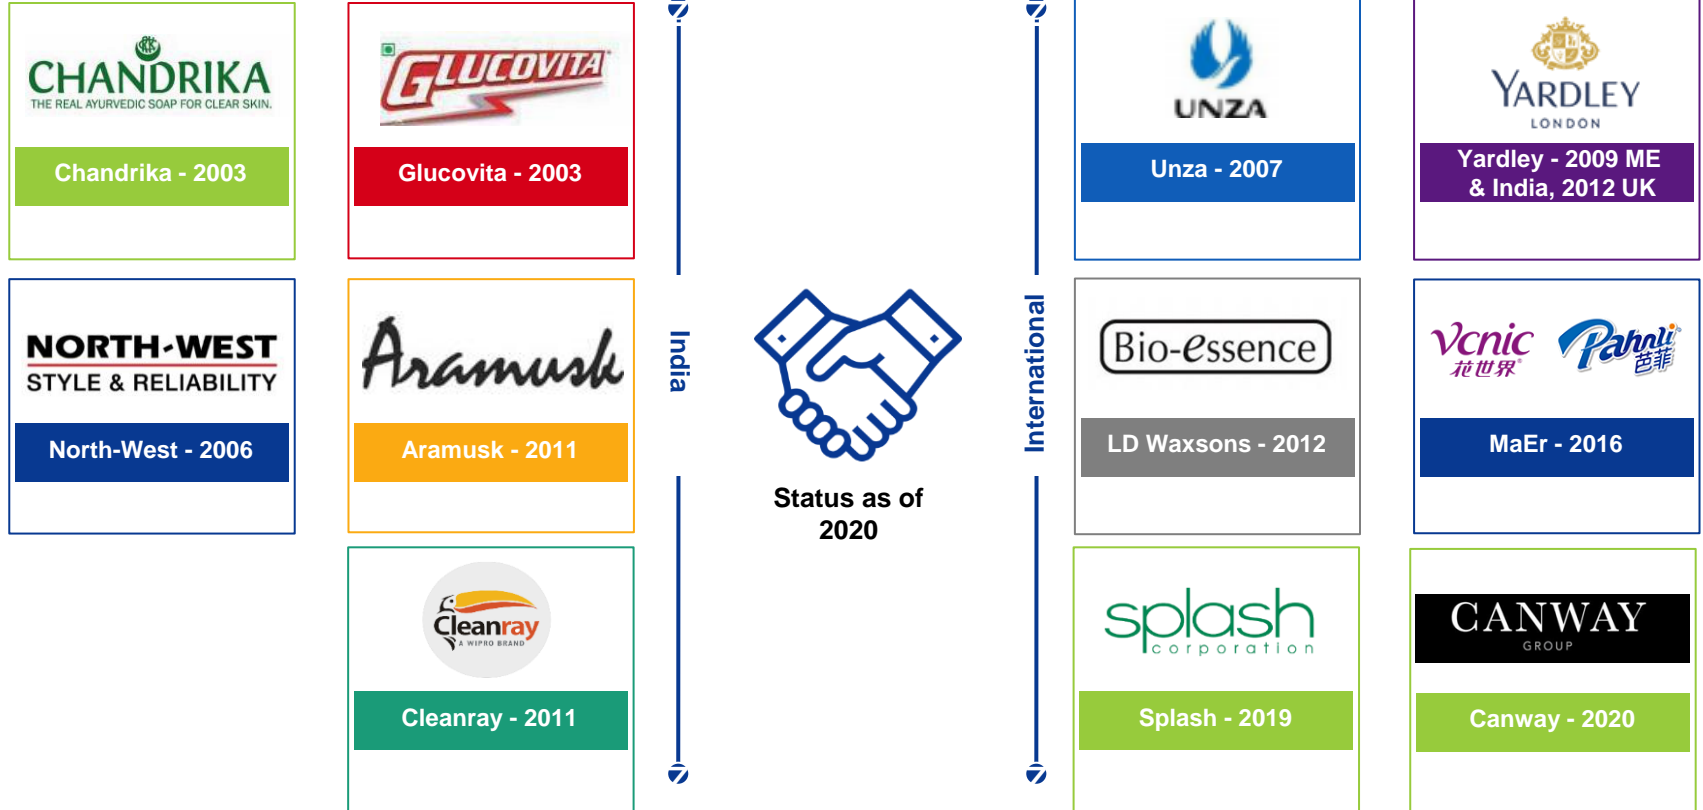 CHANDRIKA
THE REAL AYURVEDIC SOAP FOR CLEAR SKIN.
Chandrika - 2003
GLUCOVITA
Glucovita - 2003
NORTH-WEST
STYLE & RELIABILITY
North-West - 2006
Aramusk
Aramusk - 2011
Cleanray
A WIPRO BRAND
Cleanray - 2011
India
Status as of
2020
International
UNZA
Unza - 2007
YARDLEY
LONDON
Yardley - 2009 ME
& India, 2012 UK
Bio-essence
LD Waxsons - 2012
Vcnic
花世界
Pahnli
芭菲
MaEr - 2016
splash
corporation
Splash - 2019
CANWAY
GROUP
Canway - 2020